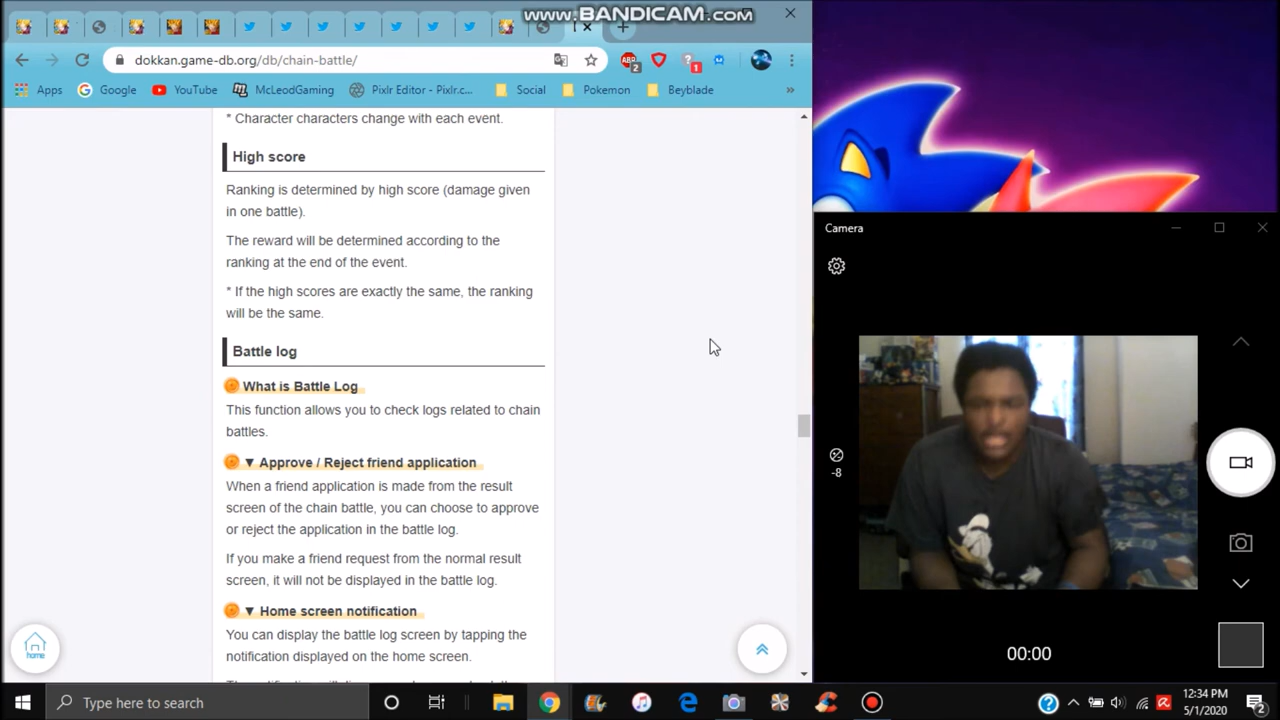 www.BANDICAM.com
dokkan.game-db.org/db/chain-battle/
2
1
Apps
Google
YouTube
McLeodGaming
Pixlr Editor - Pixlr.c...
Social
Pokemon
Beyblade
»
* Character characters change with each event.
High score
Ranking is determined by high score (damage given
in one battle).
The reward will be determined according to the
ranking at the end of the event.
* If the high scores are exactly the same, the ranking
will be the same.
Battle log
What is Battle Log
This function allows you to check logs related to chain
battles.
▼ Approve / Reject friend application
When a friend application is made from the result
screen of the chain battle, you can choose to approve
or reject the application in the battle log.
If you make a friend request from the normal result
screen, it will not be displayed in the battle log.
▼ Home screen notification
You can display the battle log screen by tapping the
notification displayed on the home screen.
home
Camera
-8
00:00
Type here to search
12:34 PM
5/1/2020
2